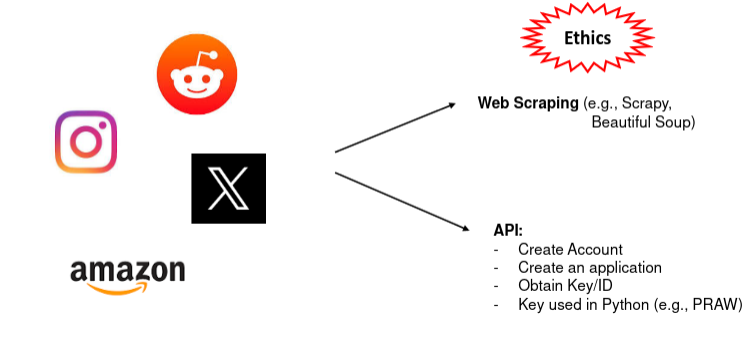 Ethics
Web Scraping (e.g., Scrapy,
Beautiful Soup)
X
amazon
API:
- Create Account
- Create an application
- Obtain Key/ID
- Key used in Python (e.g., PRAW)